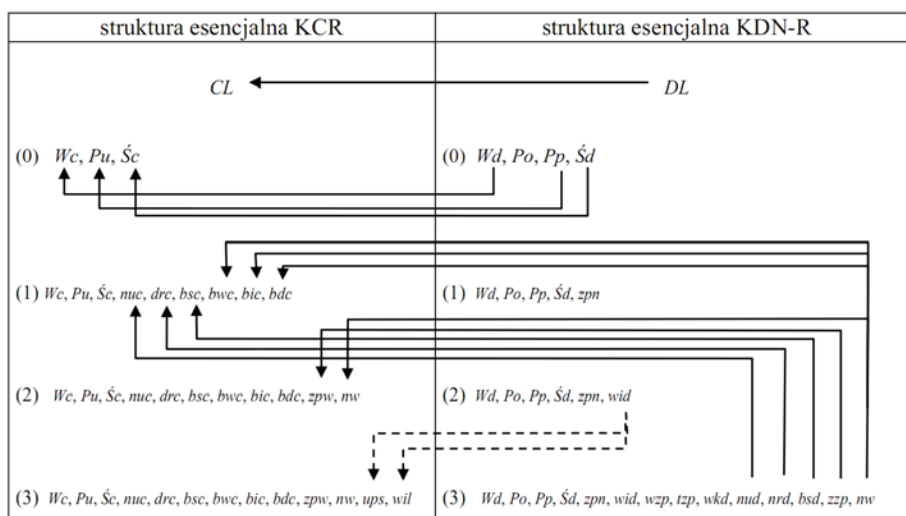 struktura esencjalna KCR struktura esencjalna KDN-R
CL DL
(0) Wc, Pu, Śc (0) Wd, Po, Pp, Śd
(1) Wc, Pu, Śc, nuc, drc, bsc, bwc, bic, bdc (1) Wd, Po, Pp, Śd, zpn
(2) Wc, Pu, Śc, nuc, drc, bsc, bwc, bic, bdc, zpw, nw (2) Wd, Po, Pp, Śd, zpn, wid
(3) Wc, Pu, Śc, nuc, drc, bsc, bwc, bic, bdc, zpw, nw, ups, wil (3) Wd, Po, Pp, Śd, zpn, wid, wzp, tzp, wkd, nud, nrd, bsd, zzp, nw